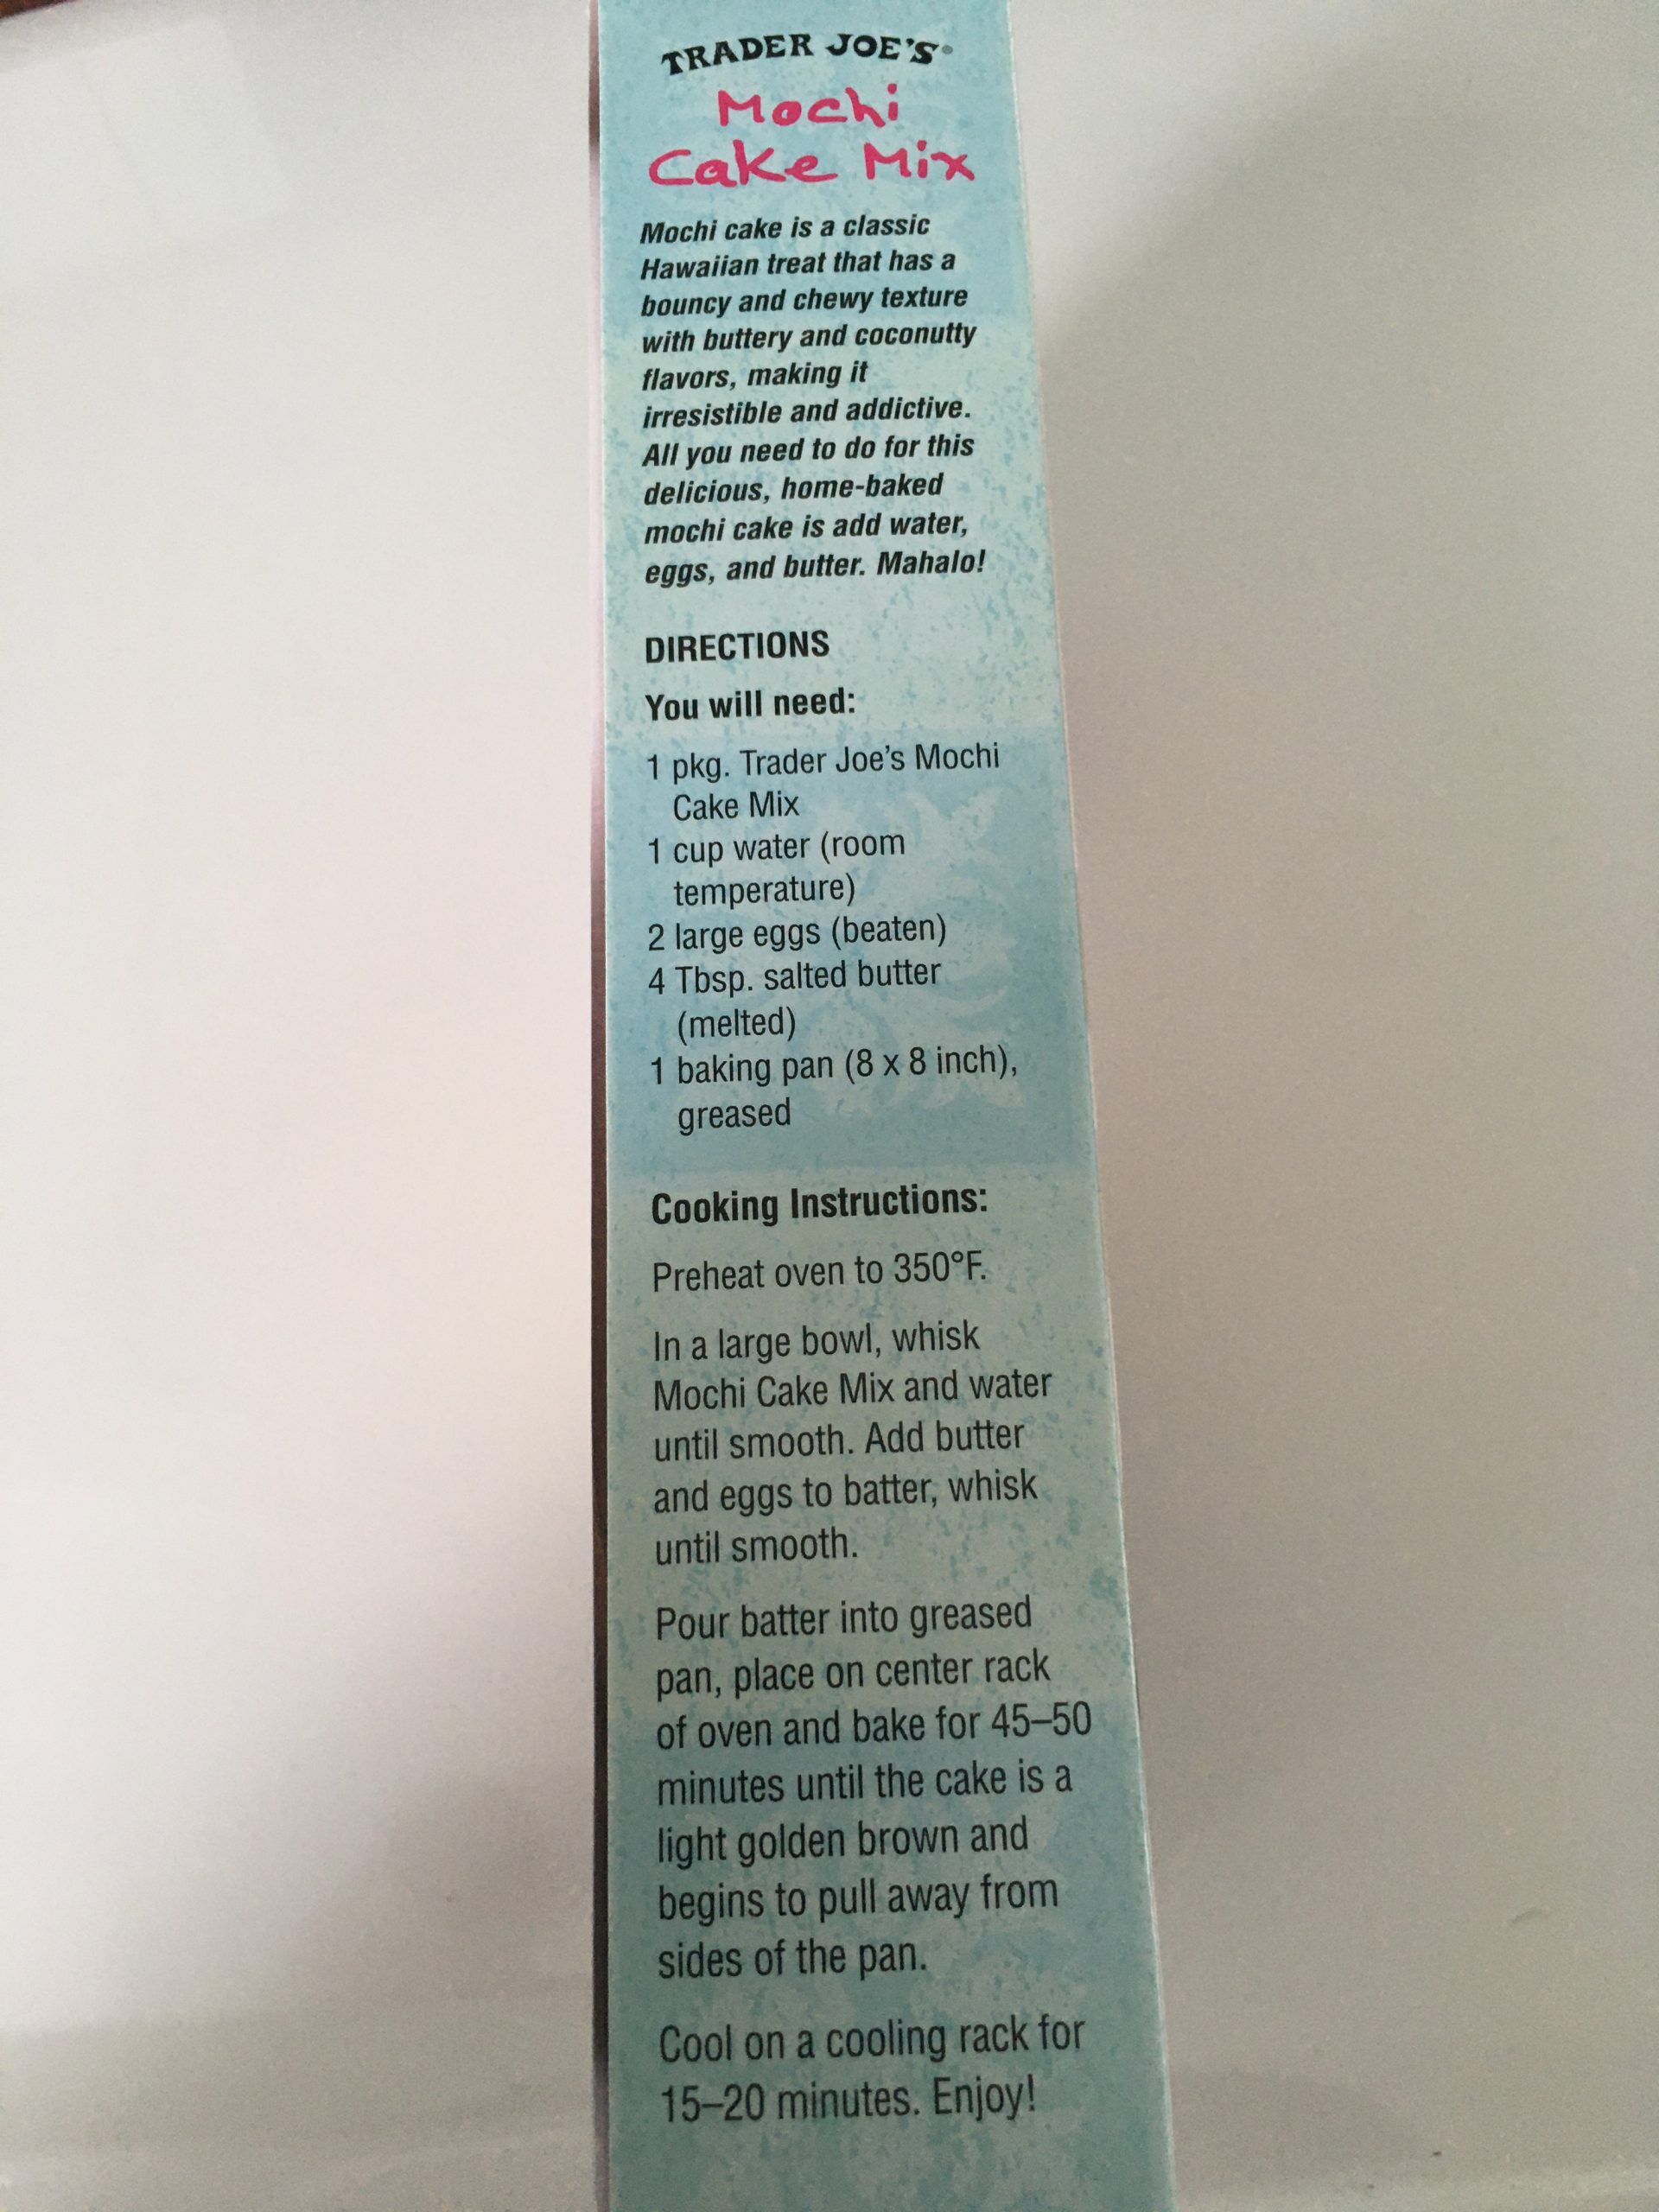 TRADER JOE'S®
Mochi
Cake Mix
Mochi cake is a classic
Hawaiian treat that has a
bouncy and chewy texture
with buttery and coconutty
flavors, making it
irresistible and addictive.
All you need to do for this
delicious, home-baked
mochi cake is add water,
eggs, and butter. Mahalo!
DIRECTIONS
You will need:
1 pkg. Trader Joe's Mochi
Cake Mix
1 cup water (room
temperature)
2 large eggs (beaten)
4 Tbsp. salted butter
(melted)
1 baking pan (8 x 8 inch),
greased
Cooking Instructions:
Preheat oven to 350°F.
In a large bowl, whisk
Mochi Cake Mix and water
until smooth. Add butter
and eggs to batter, whisk
until smooth.
Pour batter into greased
pan, place on center rack
of oven and bake for 45–50
minutes until the cake is a
light golden brown and
begins to pull away from
sides of the pan.
Cool on a cooling rack for
15–20 minutes. Enjoy!